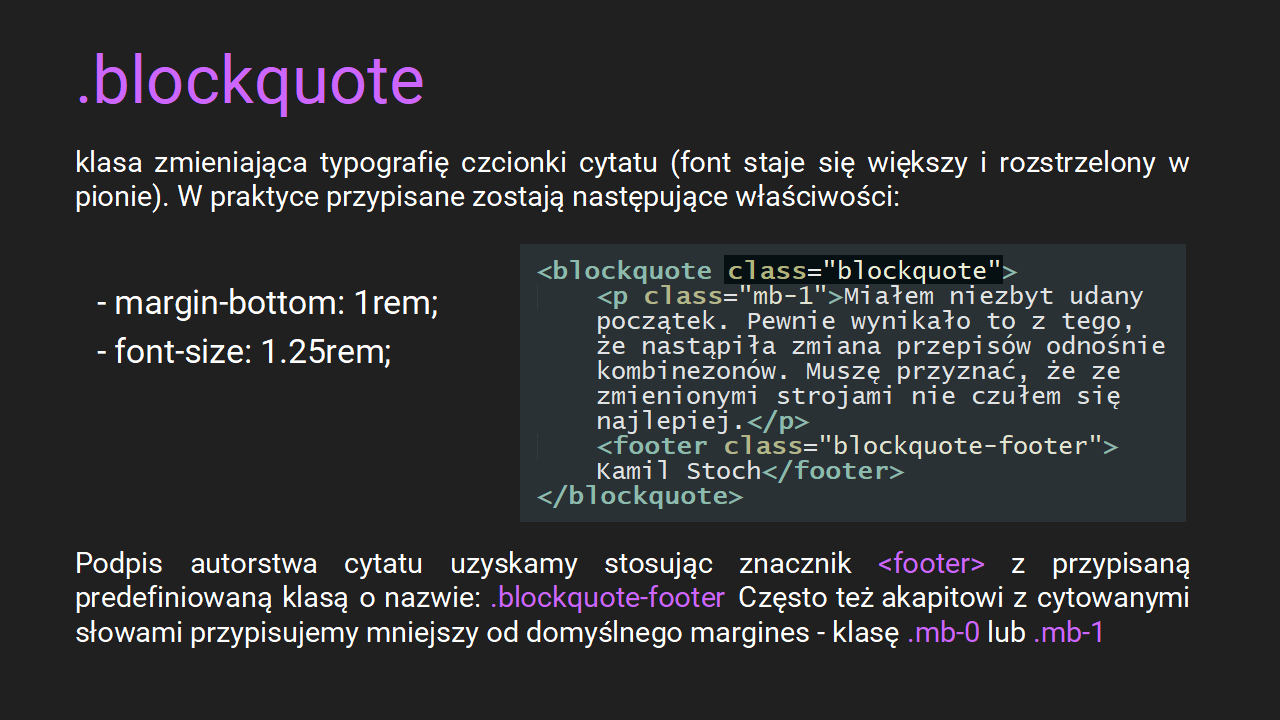 .blockquote
klasa zmieniająca typografię czcionki cytatu (font staje się większy i rozstrzelony w
pionie). W praktyce przypisane zostają następujące właściwości:
- margin-bottom: 1rem;
- font-size: 1.25rem;
<blockquote class="blockquote">
<p class="mb-1">Miałem niezbyt udany
początek. Pewnie wynikało to z tego,
że nastąpiła zmiana przepisów odnośnie
kombinezonów. Muszę przyznać, że ze
zmienionymi strojami nie czułem się
najlepiej.</p>
<footer class="blockquote-footer">
Kamil Stoch</footer>
</blockquote>
Podpis autorstwa cytatu uzyskamy stosując znacznik <footer> z przypisaną
predefiniowaną klasą o nazwie: .blockquote-footer Często też akapitowi z cytowanymi
słowami przypisujemy mniejszy od domyślnego margines - klasę .mb-0 lub .mb-1